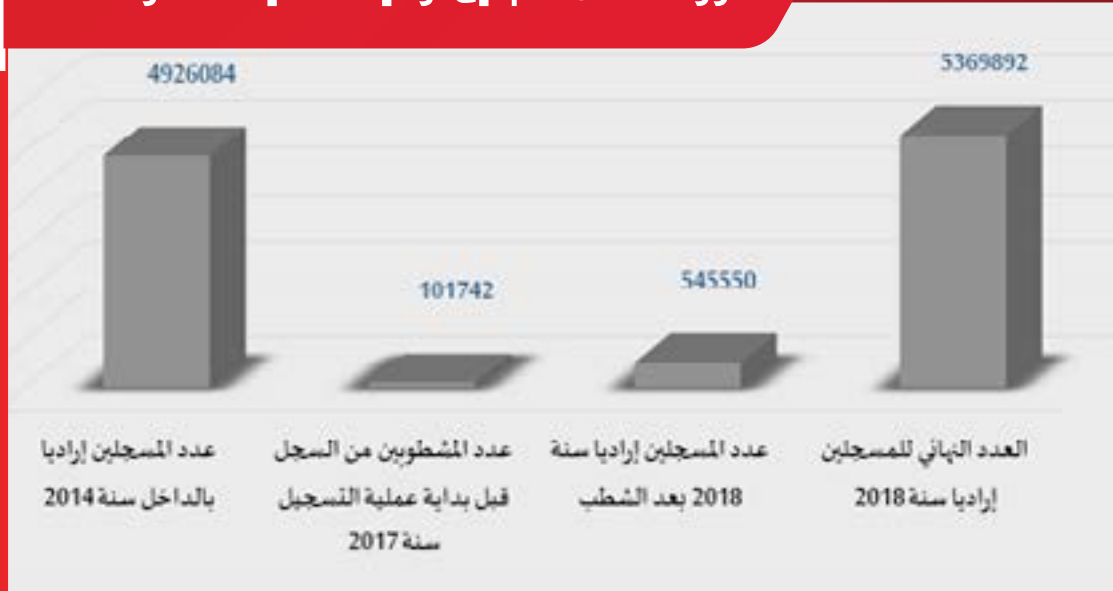 5369892
4926084
545550
101742
العدد النهائي للمسجلين
إراديا سنة 2018
عدد المسجلين إراديا سنة
2018 بعد الشطب
عدد المشطوبين من السجل
قبل بداية عملية التسجيل
سنة 2017
عدد المسجلين إراديا
بالداخل سنة 2014